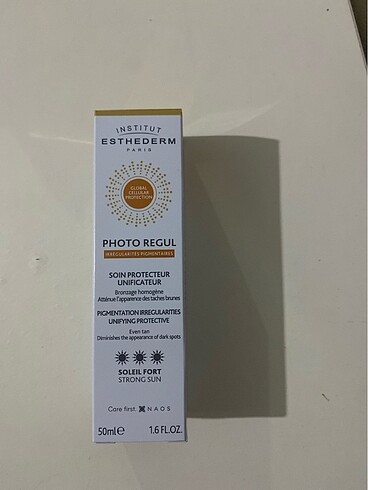 INSTITUT
ESTHEDERM
PARIS
GLOBAL
CELLULAR
PROTECTION
PHOTO REGUL
IRRÉGULARITÉS PIGMENTAIRES
SOIN PROTECTEUR
UNIFICATEUR
Bronzage homogène
Atténue l'apparence des taches brunes
PIGMENTATION IRREGULARITIES
UNIFYING PROTECTIVE
Even tan
Diminishes the appearance of dark spots
SOLEIL FORT
STRONG SUN
Care first. NAOS
50ml℮ 1.6 FL.OZ.